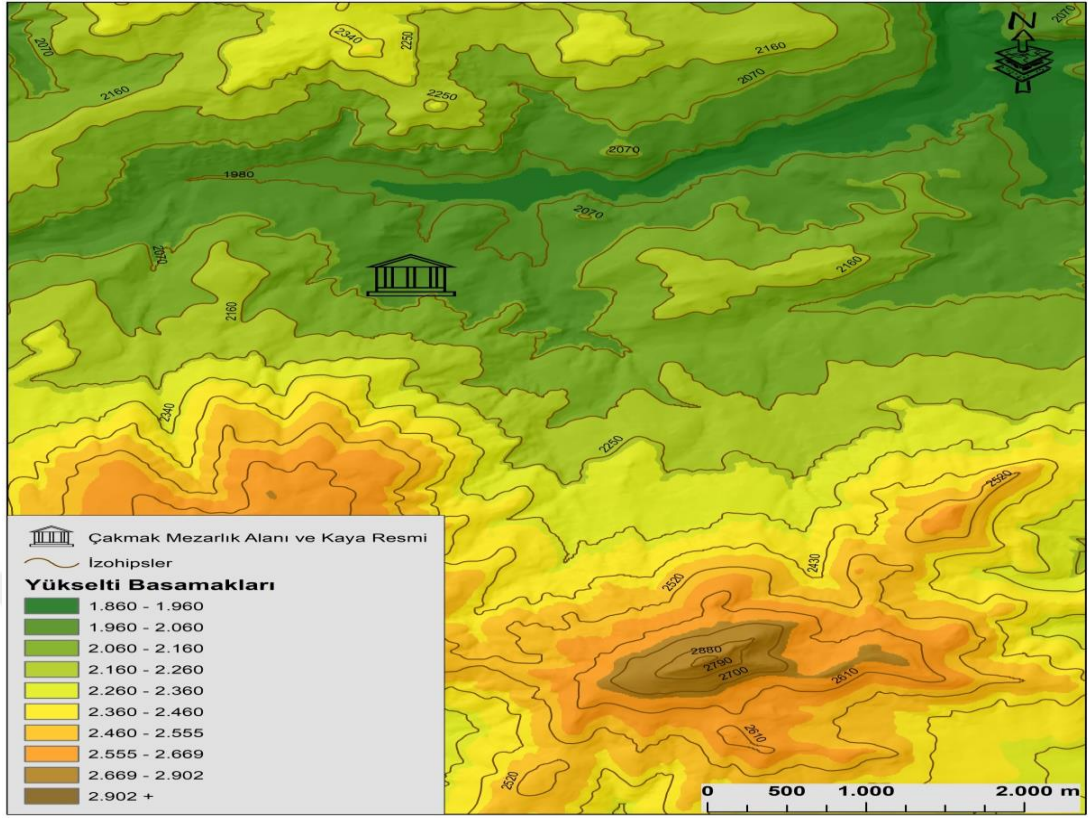 2070
2340
2250
2160
N
2070
2160
2070
2250
2070
1980
2070
2070
2160
2160
2340
2250
2520
2430
2520
2880
2790
2700
2610
2610
2520
Çakmak Mezarlık Alanı ve Kaya Resmi
İzohipsler
Yükselti Basamakları
1.860 - 1.960
1.960 - 2.060
2.060 - 2.160
2.160 - 2.260
2.260 - 2.360
2.360 - 2.460
2.460 - 2.555
2.555 - 2.669
2.669 - 2.902
2.902 +
0 500 1.000 2.000 m